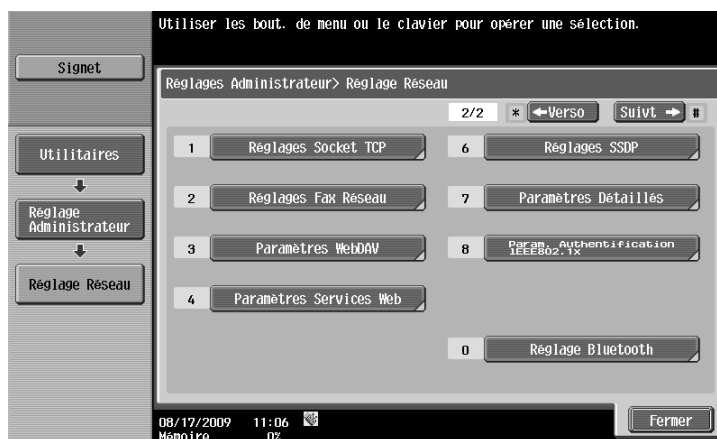 Utiliser les bout. de menu ou le clavier pour opérer une sélection.
Signet
Réglages Administrateur> Réglage Réseau
2/2 * ←Verso Suivt → #
Utilitaires
Réglage
Administrateur
Réglage Réseau
1 Réglages Socket TCP
2 Réglages Fax Réseau
3 Paramètres WebDAV
4 Paramètres Services Web
6 Réglages SSDP
7 Paramètres Détaillés
8 Param. Authentification
IEEE802.1X
0 Réglage Bluetooth
08/17/2009 11:06
Mémoire 0%
Fermer